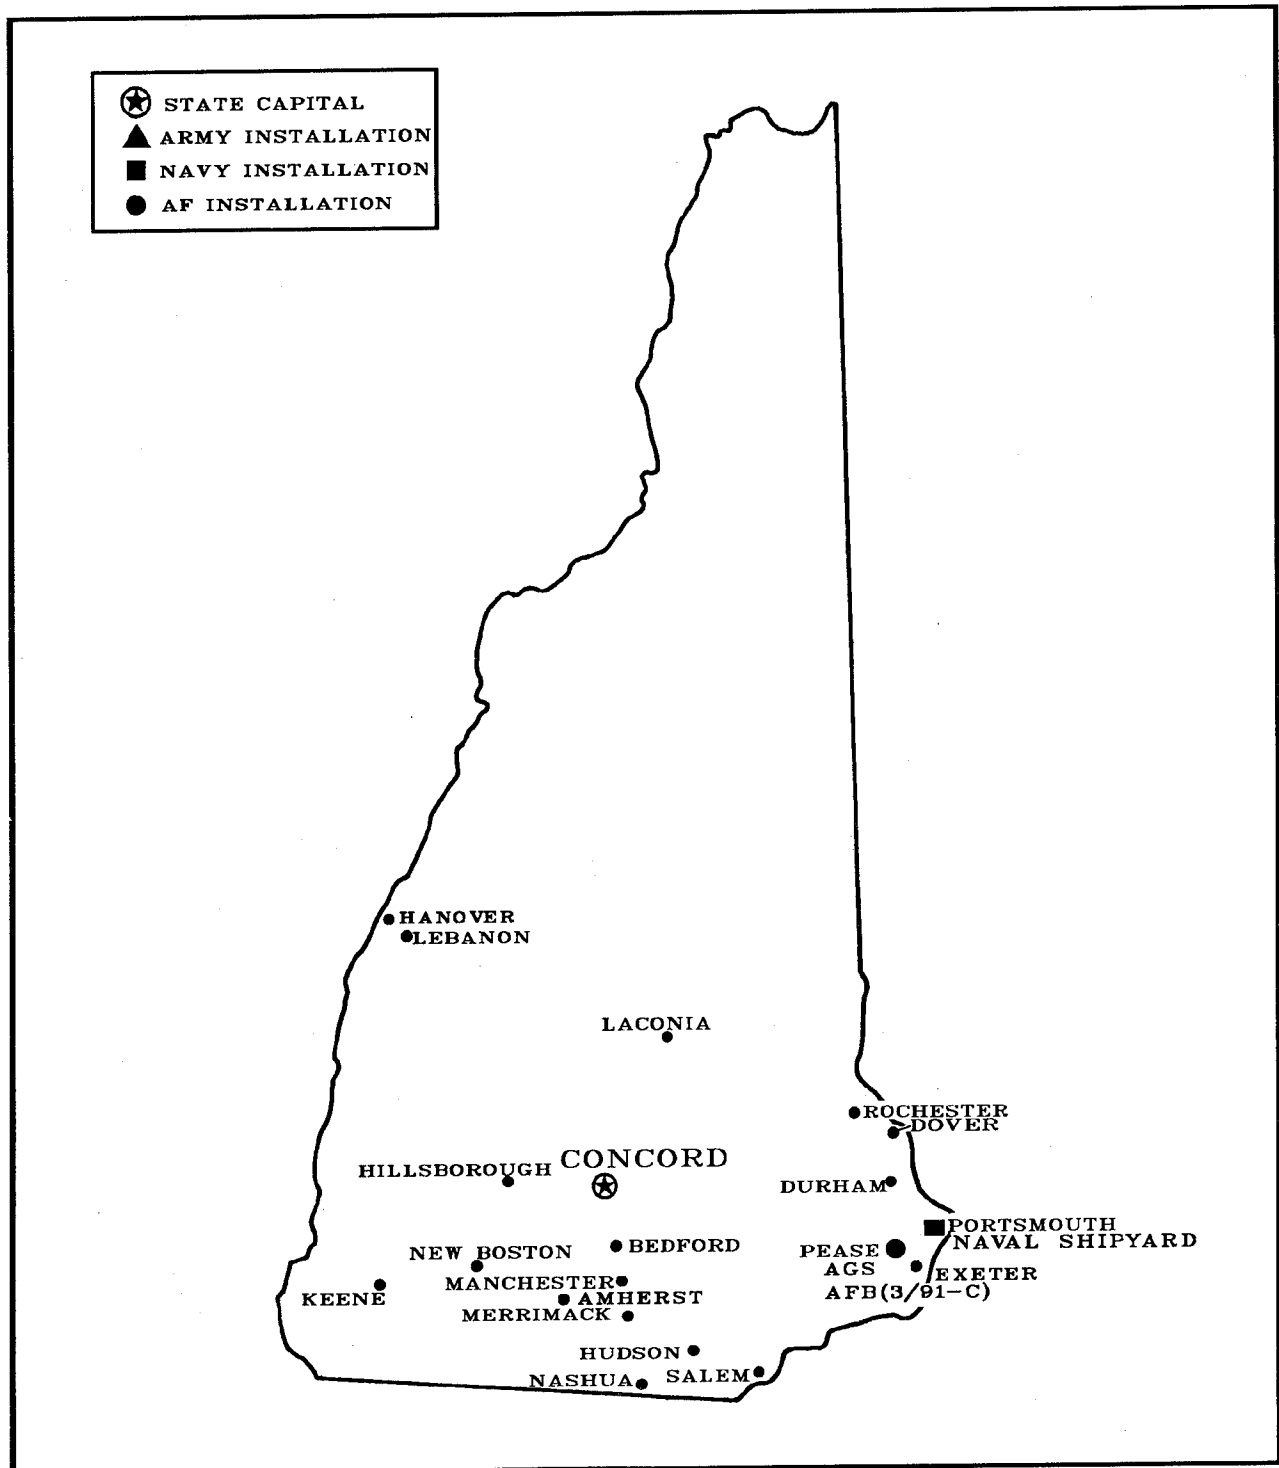 STATE CAPITAL
ARMY INSTALLATION
NAVY INSTALLATION
AF INSTALLATION
HANOVER
LEBANON
LACONIA
ROCHESTER
DOVER
HILLSBOROUGH
CONCORD
DURHAM
PORTSMOUTH
NAVAL SHIPYARD
NEW BOSTON
BEDFORD
PEASE
AGS
EXETER
AFB(3/91-C)
KEENE
MANCHESTER
AMHERST
MERRIMACK
HUDSON
NASHUA
SALEM